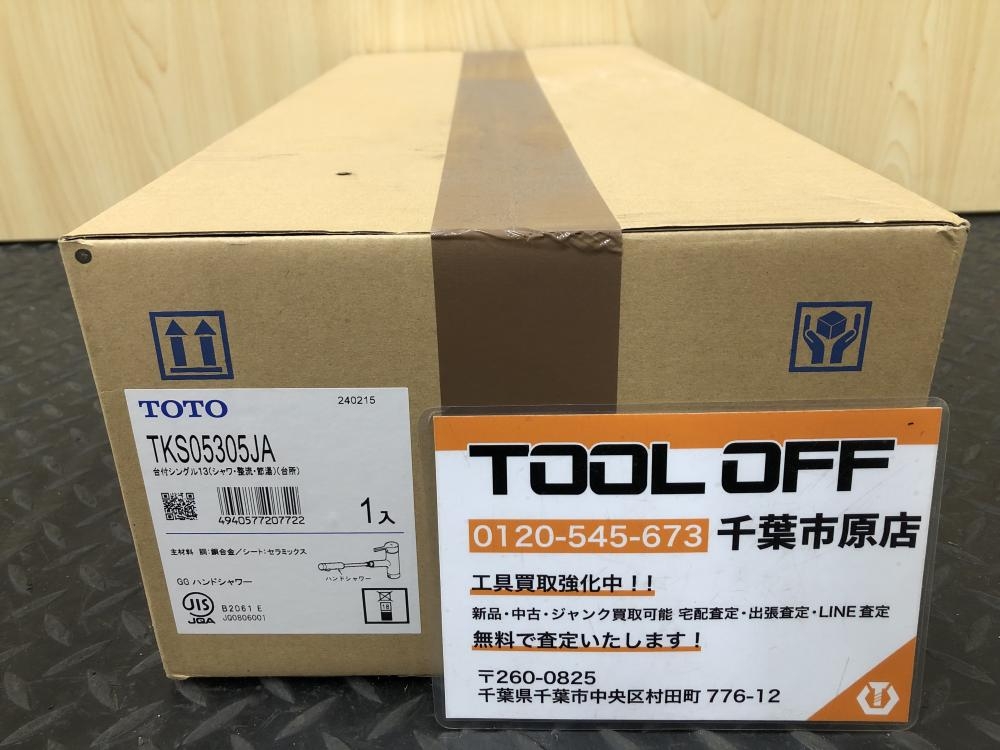 TOTO
240215
TKS05305JA
台付シングル13(シャワ・整流・節湯)(台所)
4940577207722
1入
主材料 胴:銅合金/シート:セラミックス
ハンドシャワー
GG ハンドシャワー
JIS
JQA
B2061 E
JQ0806001
18
TOOL OFF
0120-545-673 千葉市原店
工具買取強化中!!
新品・中古・ジャンク買取可能 宅配査定・出張査定・LINE査定
無料で査定いたします!
〒260-0825
千葉県千葉市中央区村田町 776-12